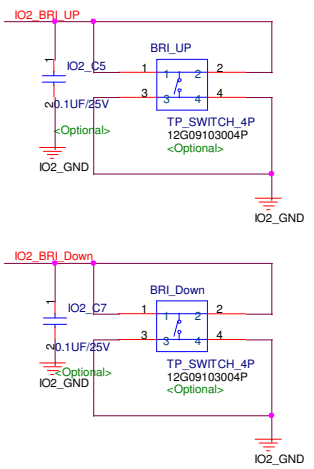 IO2_BRI_UP
BRI_UP
1
IO2_C5
1
1 2
2
3
3 4
4
2
0.1UF/25V
TP_SWITCH_4P
<Optional>
12G09103004P
<Optional>
IO2_GND
IO2_GND
IO2_BRI_Down
BRI_Down
1
IO2_C7
1
1 2
2
3
3 4
4
2
0.1UF/25V
TP_SWITCH_4P
<Optional>
12G09103004P
IO2_GND
<Optional>
IO2_GND